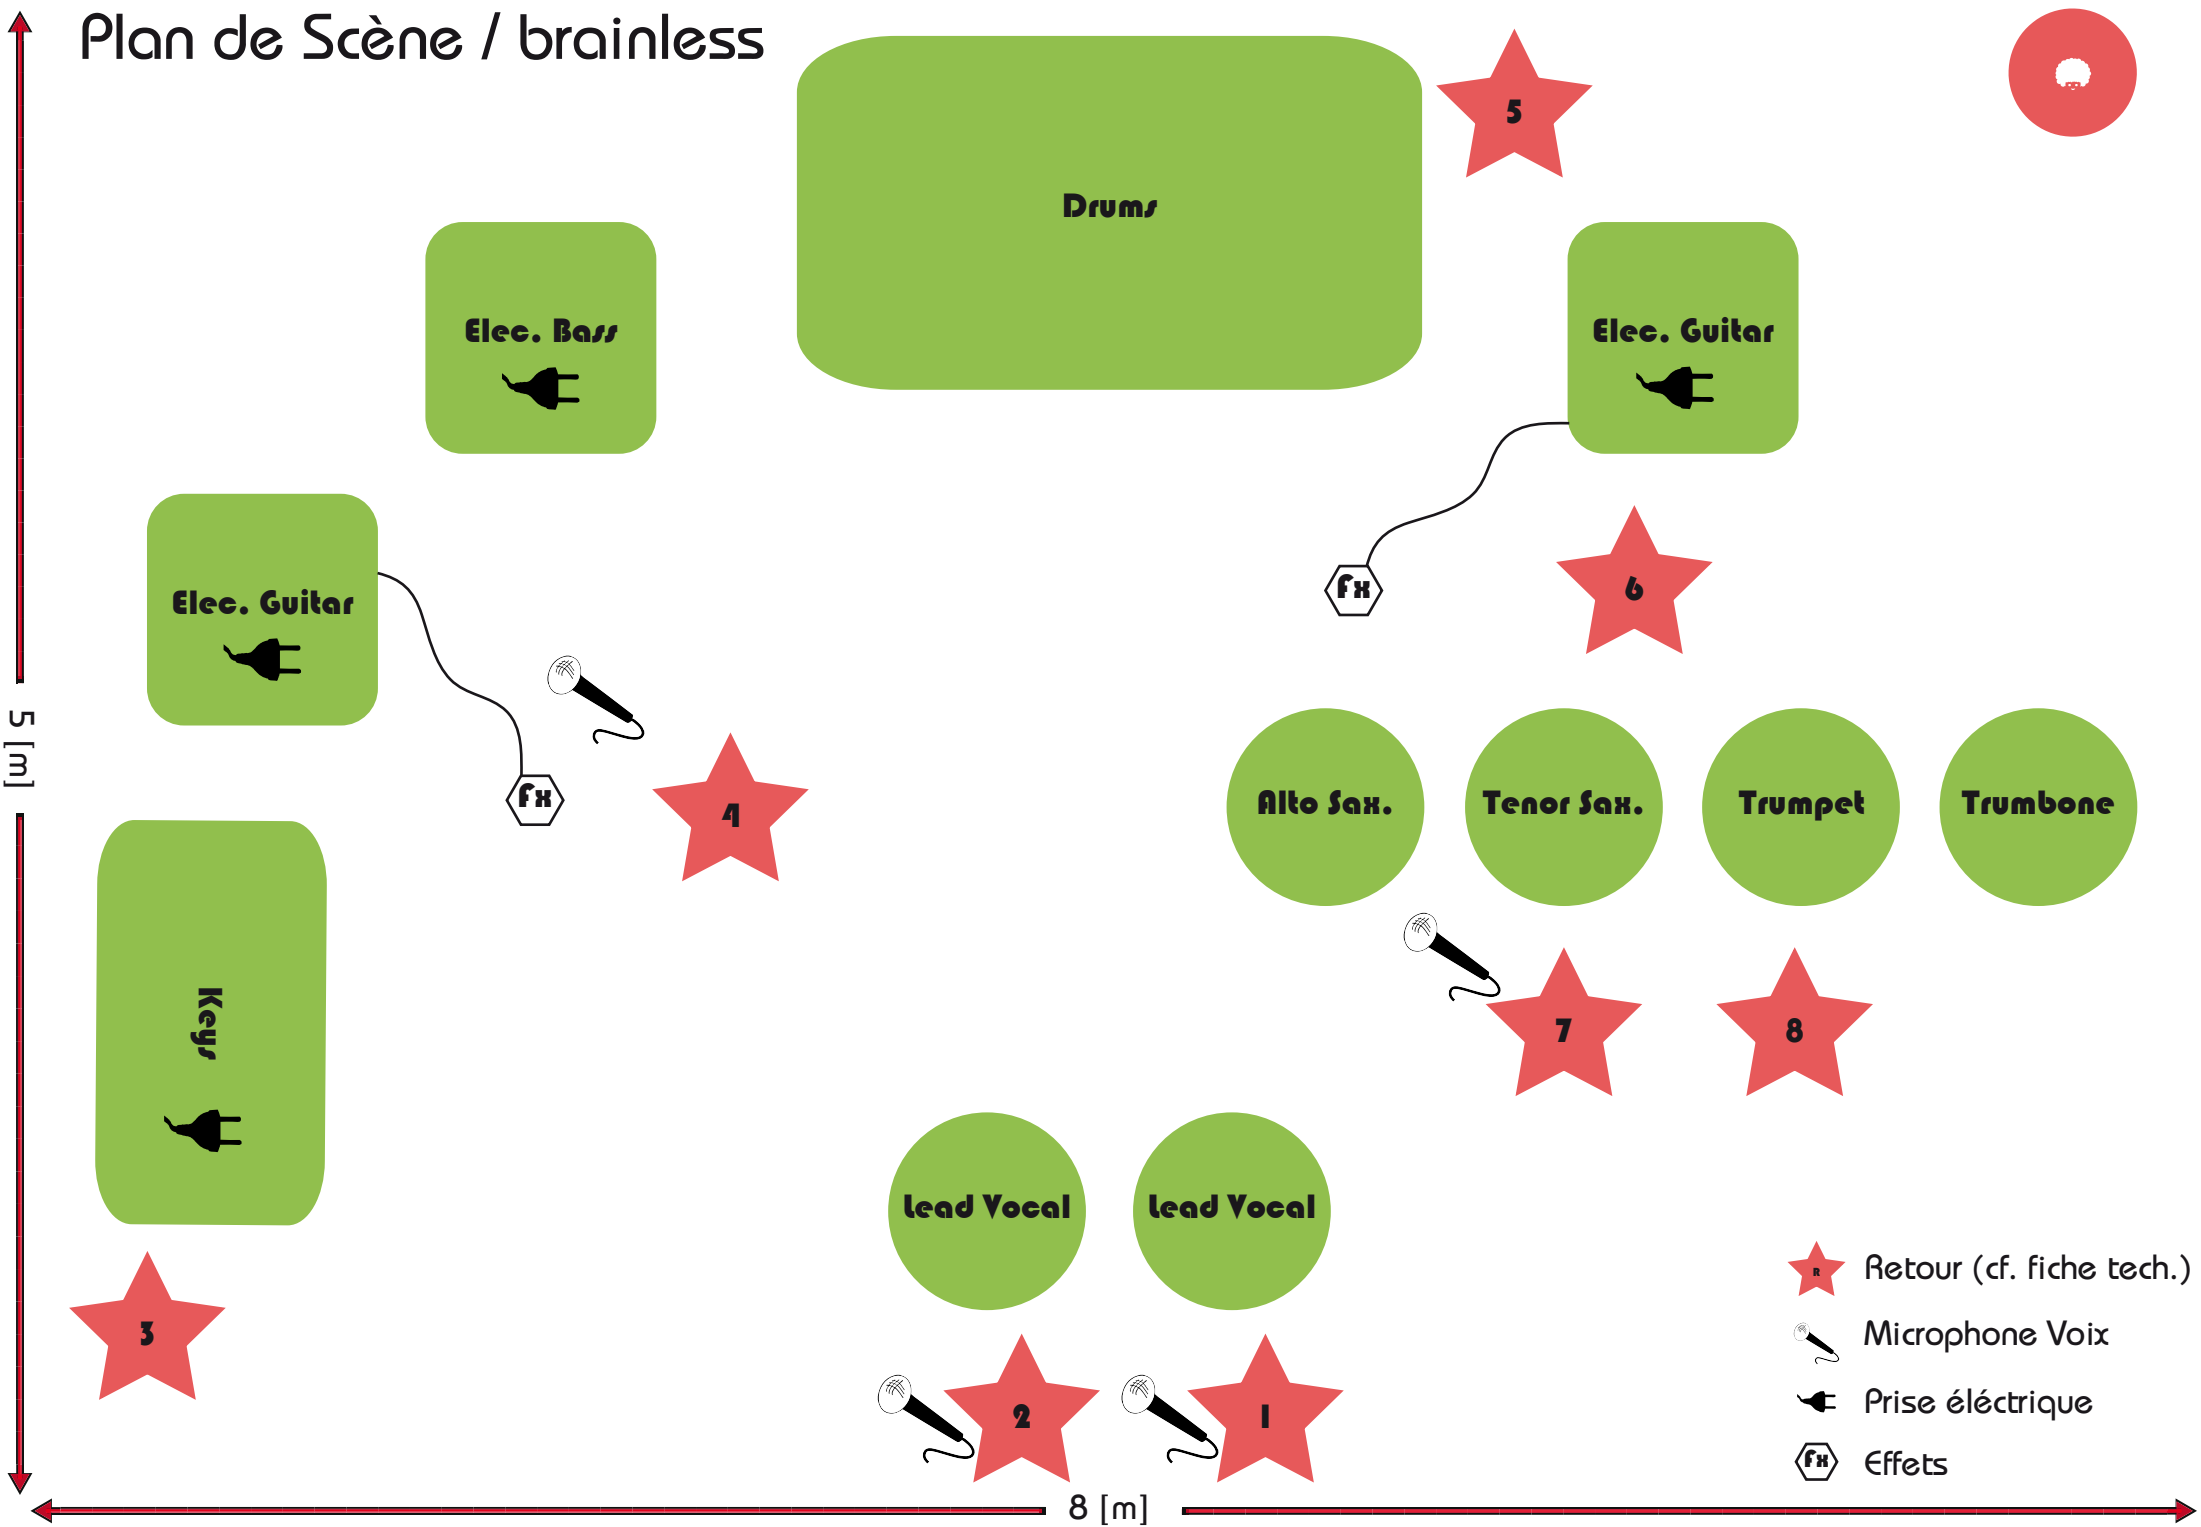 Plan de Scène / brainless
5
Drums
Elec. Bass
Elec. Guitar
Elec. Guitar
Fx
6
5 [m]
4
Fx
Alto Sax.
Tenor Sax.
Trumpet
Trumbone
Keys
7
8
Lead Vocal
Lead Vocal
3
2
1
R
Retour (cf. fiche tech.)
Microphone Voix
Prise éléctrique
Fx
Effets
8 [m]